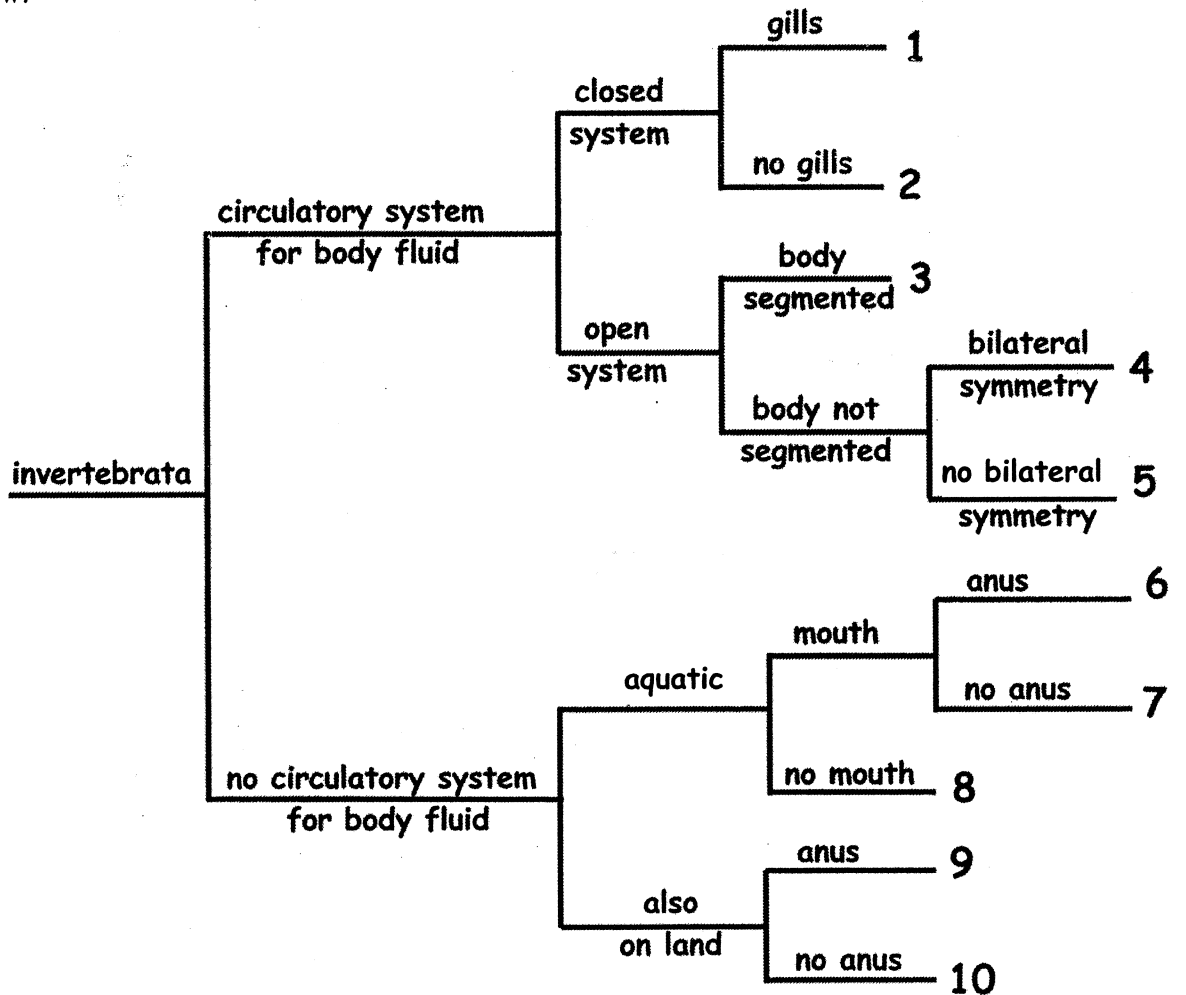 gills
1
closed
system
no gills
2
circulatory system
for body fluid
body
segmented
3
open
system
bilateral
symmetry
4
body not
segmented
no bilateral
symmetry
5
invertebrata
anus
6
mouth
aquatic
no anus
7
no circulatory system
for body fluid
no mouth
8
anus
9
also
on land
no anus
10